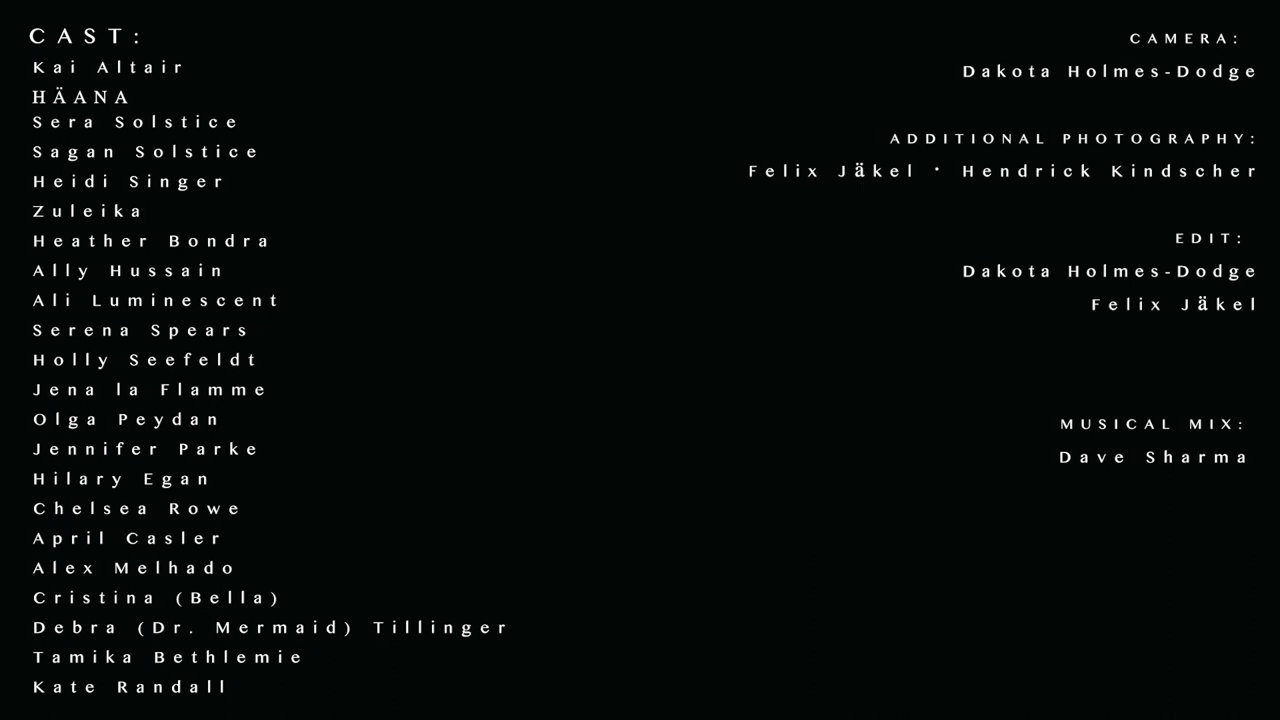 CAST:
Kai Altair
HÄANA
Sera Solstice
Sagan Solstice
Heidi Singer
Zuleika
Heather Bondra
Ally Hussain
Ali Luminescent
Serena Spears
Holly Seefeldt
Jena la Flamme
Olga Peydan
Jennifer Parke
Hilary Egan
Chelsea Rowe
April Casler
Alex Melhado
Cristina (Bella)
Debra (Dr. Mermaid) Tillinger
Tamika Bethlemie
Kate Randall
CAMERA:
Dakota Holmes-Dodge
ADDITIONAL PHOTOGRAPHY:
Felix Jäkel · Hendrick Kindscher
EDIT:
Dakota Holmes-Dodge
Felix Jäkel
MUSICAL MIX:
Dave Sharma